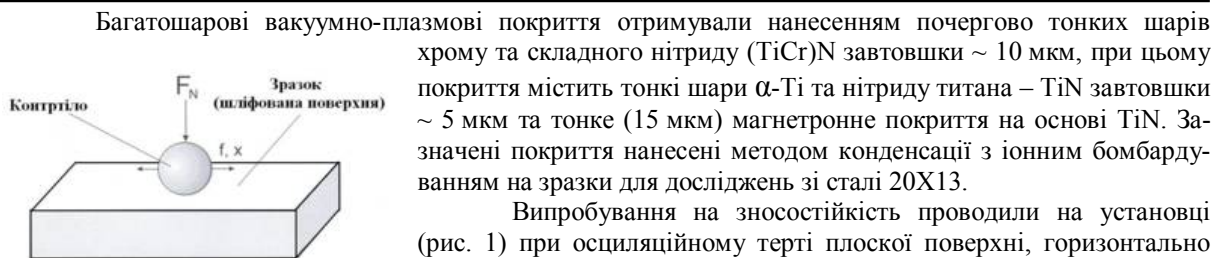 Багатошарові вакуумно-плазмові покриття отримували нанесенням почергово тонких шарів
хрому та складного нітриду (TiCr)N завтовшки ~ 10 мкм, при цьому
покриття містить тонкі шари α-Ti та нітриду титана – TiN завтовшки
~ 5 мкм та тонке (15 мкм) магнетронне покриття на основі TiN. За-
значені покриття нанесені методом конденсації з іонним бомбарду-
ванням на зразки для досліджень зі сталі 20Х13.
Випробування на зносостійкість проводили на установці
(рис. 1) при осциляційному терті плоскої поверхні, горизонтально
Контртіло
F_N
Зразок
(шліфована поверхня)
f, x